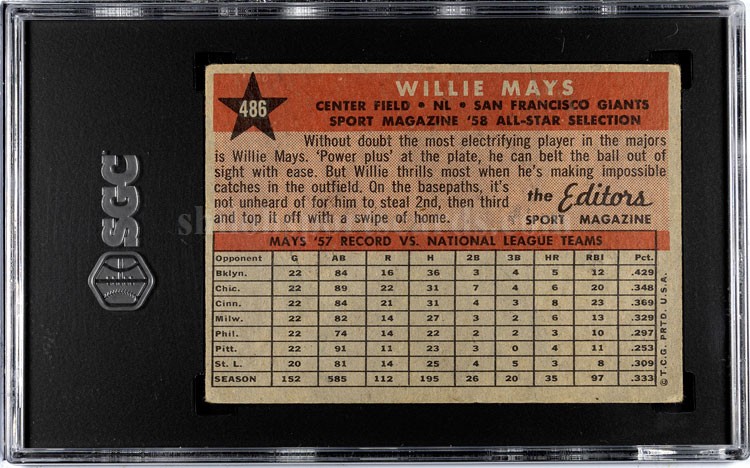 486
WILLIE MAYS
CENTER FIELD • NL • SAN FRANCISCO GIANTS
SPORT MAGAZINE '58 ALL-STAR SELECTION
Without doubt the most electrifying player in the majors
is Willie Mays. 'Power plus' at the plate, he can belt the ball out of
sight with ease. But Willie thrills most when he's making impossible
catches in the outfield. On the basepaths, it's
not unheard of for him to steal 2nd, then third
and top it off with a swipe of home.
the Editors
SPORT MAGAZINE
MAYS '57 RECORD VS. NATIONAL LEAGUE TEAMS
Opponent G AB R H 2B 3B HR RBI Pct.
Bklyn. 22 84 16 36 3 4 5 12 .429
Chic. 22 89 22 31 7 4 6 15 .348
Cinn. 22 84 21 31 4 3 8 23 .369
Milw. 22 82 14 27 3 2 6 13 .329
Phil. 22 74 14 22 2 2 3 10 .297
Pitt. 22 91 11 23 3 0 4 11 .253
St. L. 20 81 14 25 4 5 3 13 .309
SEASON 152 585 112 195 26 20 35 97 .333
© T.C.G. PRTD. U.S.A.
SGC